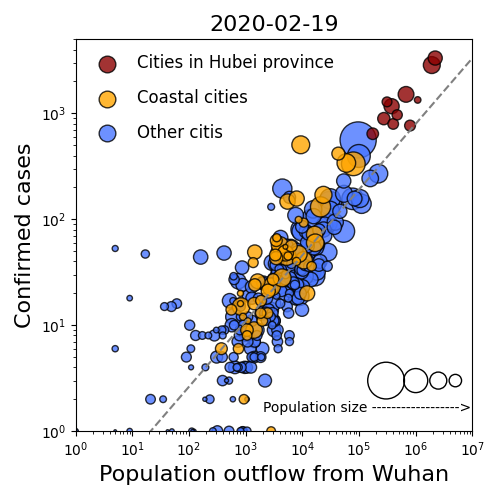 2020-02-19
Cities in Hubei province
Coastal cities
Other citis
Confirmed cases
10³
10²
10¹
10⁰
Population size ------------------>
10⁰ 10¹ 10² 10³ 10⁴ 10⁵ 10⁶ 10⁷
Population outflow from Wuhan